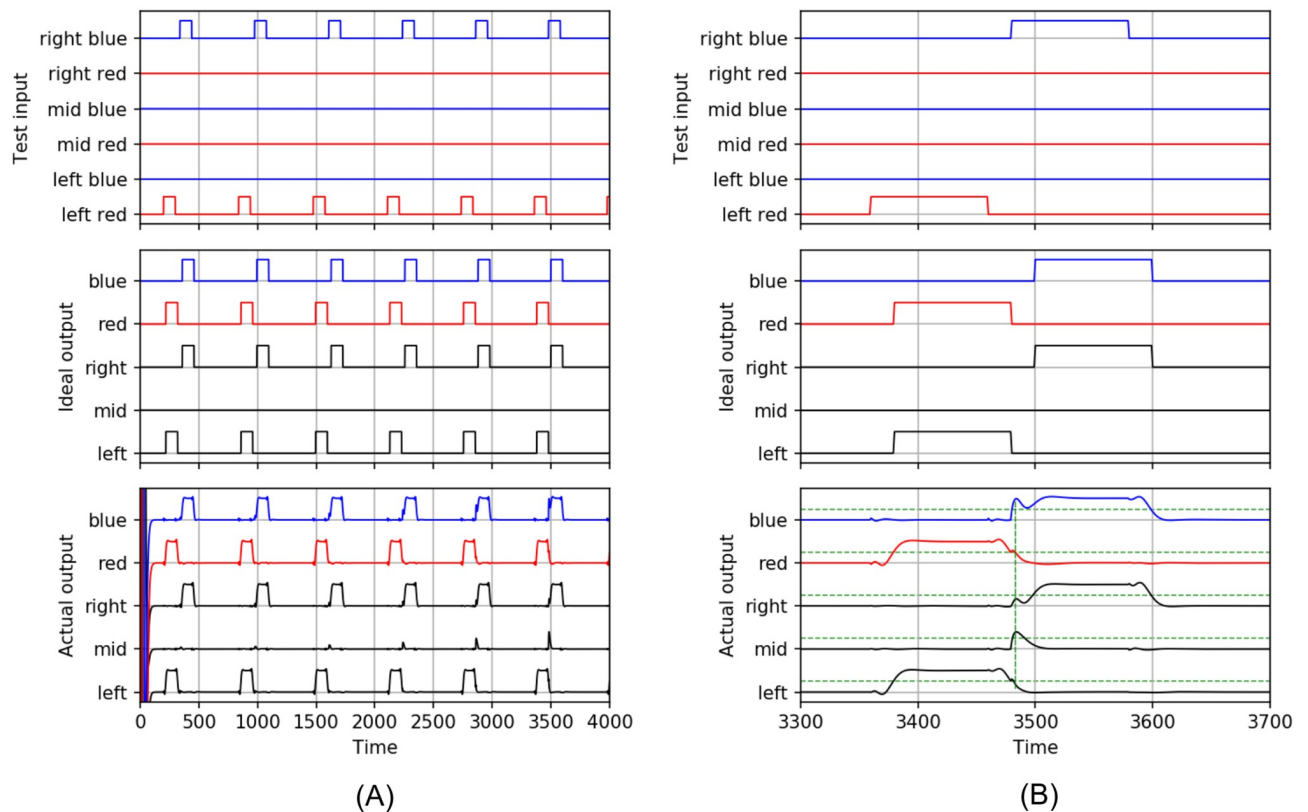 Test input
right blue
right red
mid blue
mid red
left blue
left red
Ideal output
blue
red
right
mid
left
Actual output
blue
red
right
mid
left
0 500 1000 1500 2000 2500 3000 3500 4000
Time
(A)
Test input
right blue
right red
mid blue
mid red
left blue
left red
Ideal output
blue
red
right
mid
left
Actual output
blue
red
right
mid
left
3300 3400 3500 3600 3700
Time
(B)